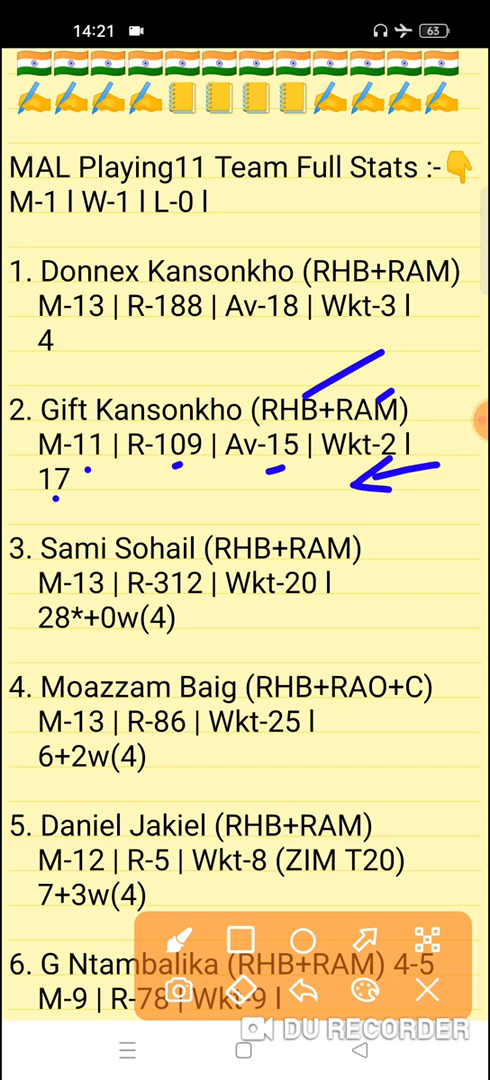 14:21
63
MAL Playing11 Team Full Stats :-👇
M-1 l W-1 l L-0 l
1. Donnex Kansonkho (RHB+RAM)
M-13 | R-188 | Av-18 | Wkt-3 l
4
2. Gift Kansonkho (RHB+RAM)
M-11 | R-109 | Av-15 | Wkt-2 l
17
3. Sami Sohail (RHB+RAM)
M-13 | R-312 | Wkt-20 l
28*+0w(4)
4. Moazzam Baig (RHB+RAO+C)
M-13 | R-86 | Wkt-25 l
6+2w(4)
5. Daniel Jakiel (RHB+RAM)
M-12 | R-5 | Wkt-8 (ZIM T20)
7+3w(4)
6. G Ntambalika (RHB+RAM) 4-5
M-9 | R-78 | Wkt-9 l
DU RECORDER